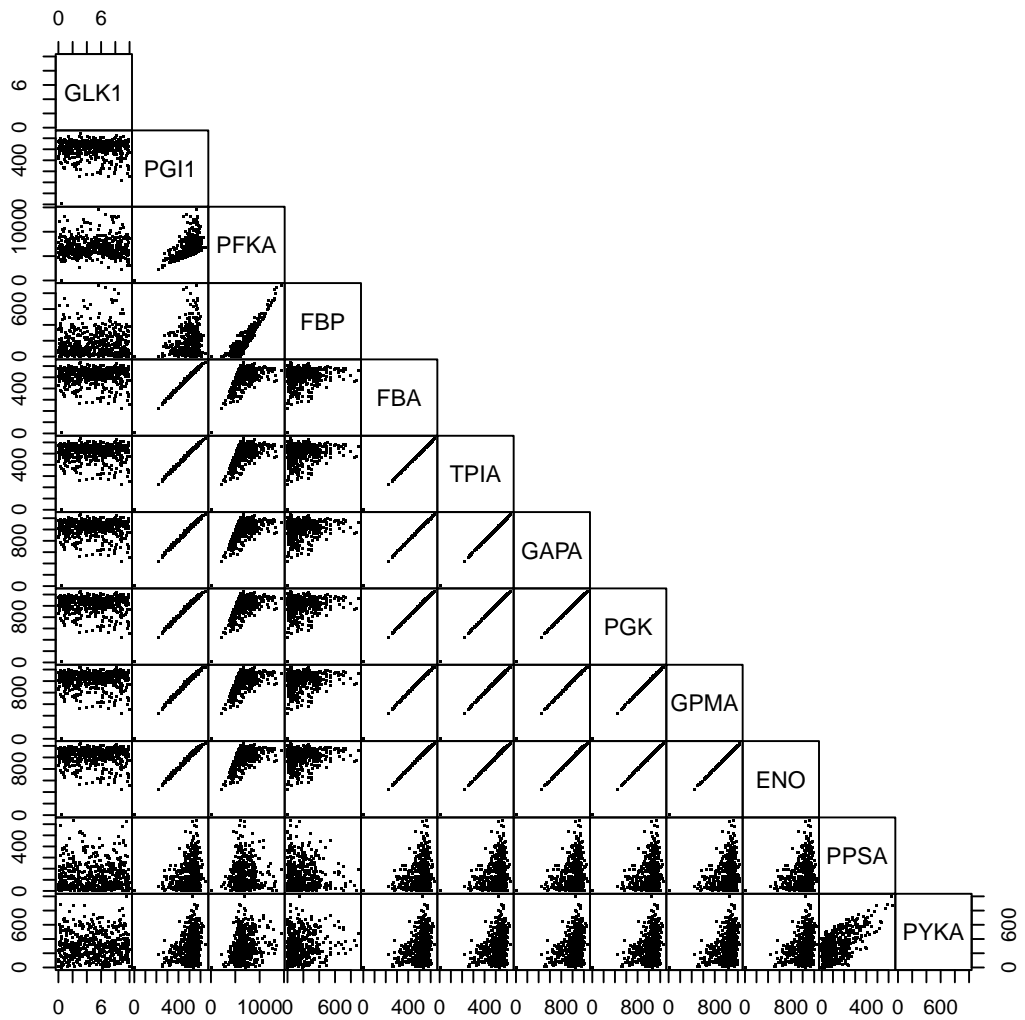 0 6
6 GLK1
0
400 PGI1
10000 PFKA
0
600 FBP
0
400 FBA
0
400 TPIA
0
800 GAPA
0
800 PGK
0
800 GPMA
0
800 ENO
0
400 PPSA
0
600 PYKA 600
0 0
0 400 0 10000 600 0 400 0 400 0 800 0 800 0 800 0 800 0 400 0 600